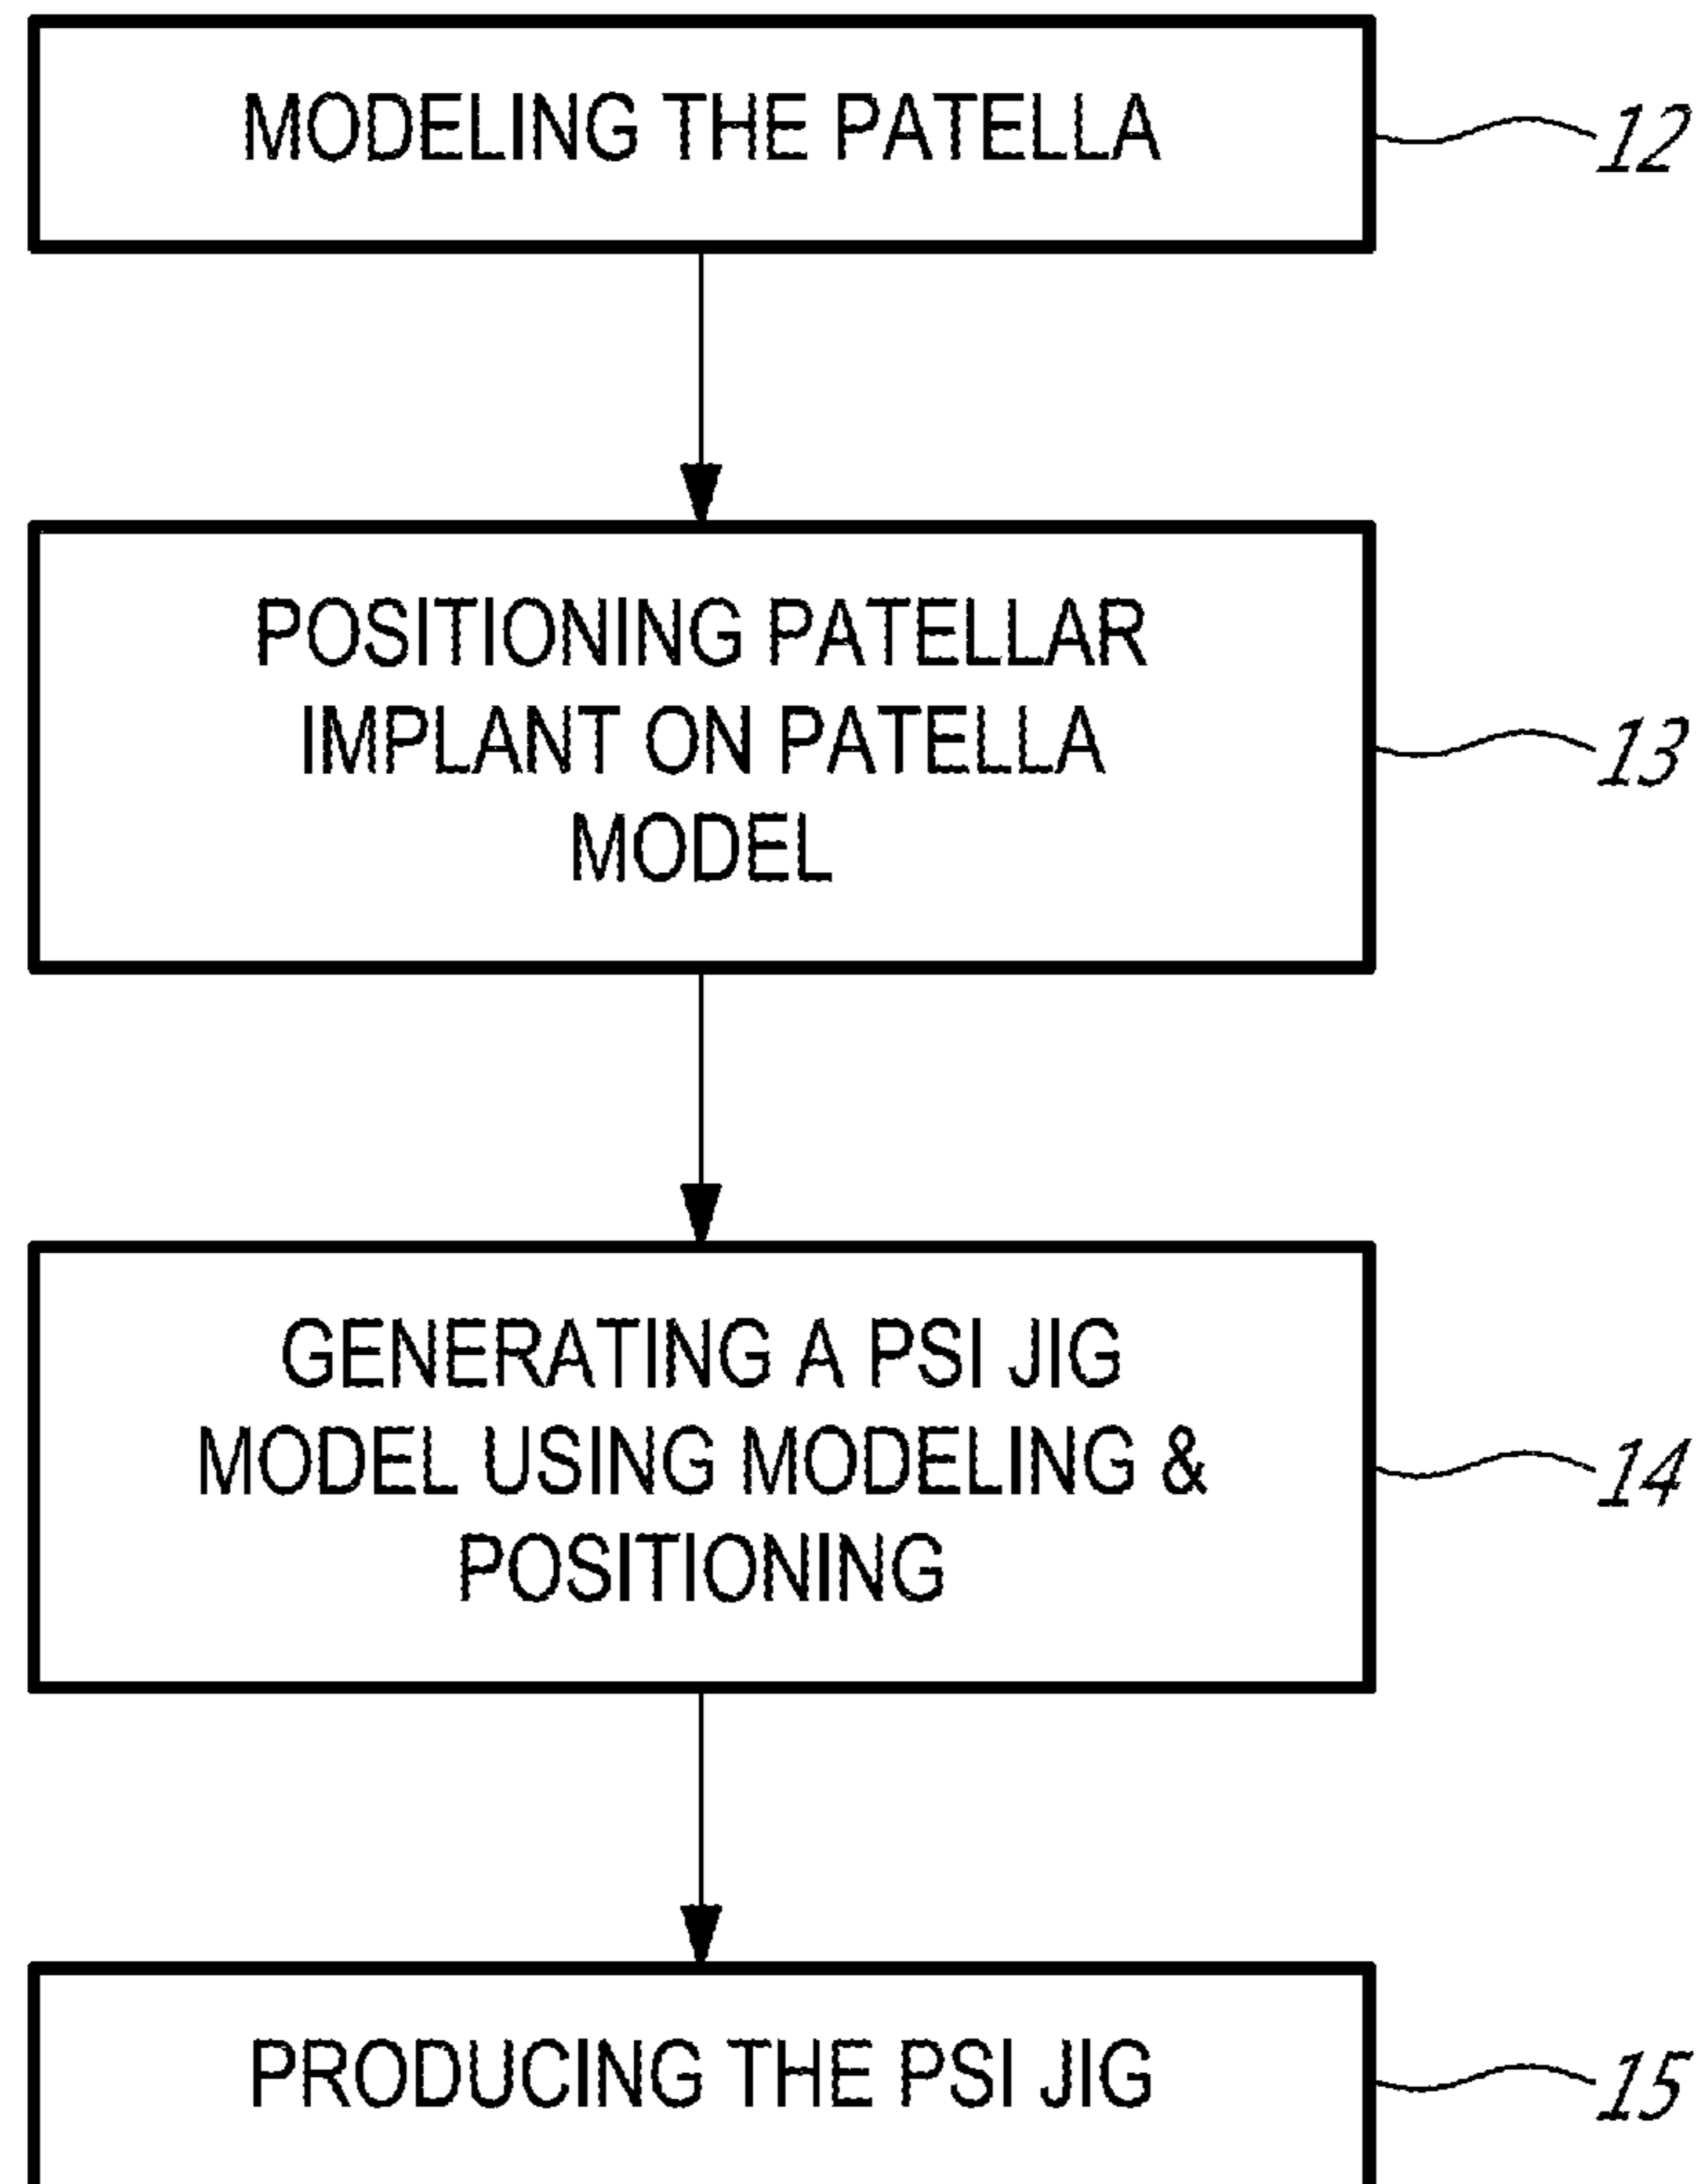 MODELING THE PATELLA
12
POSITIONING PATELLAR
IMPLANT ON PATELLA
MODEL
13
GENERATING A PSI JIG
MODEL USING MODELING &
POSITIONING
14
PRODUCING THE PSI JIG
15